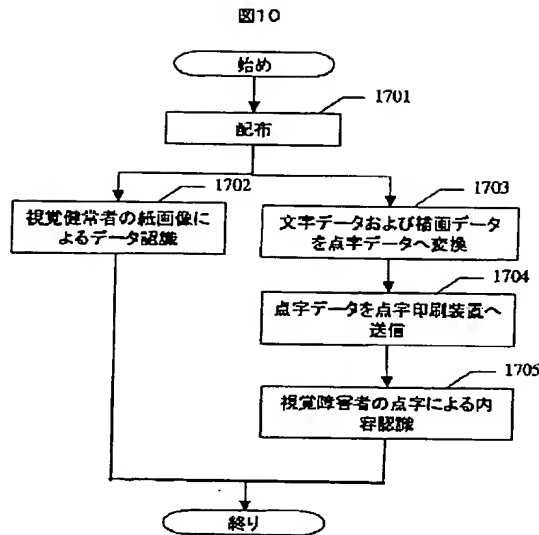 図10
始め
1701
配布
1702
視覚健常者の紙画像に
よるデータ認識
1703
文字データおよび描画データ
を点字データへ変換
1704
点字データを点字印刷装置へ
送信
1705
視覚障害者の点字による内
容認識
終り